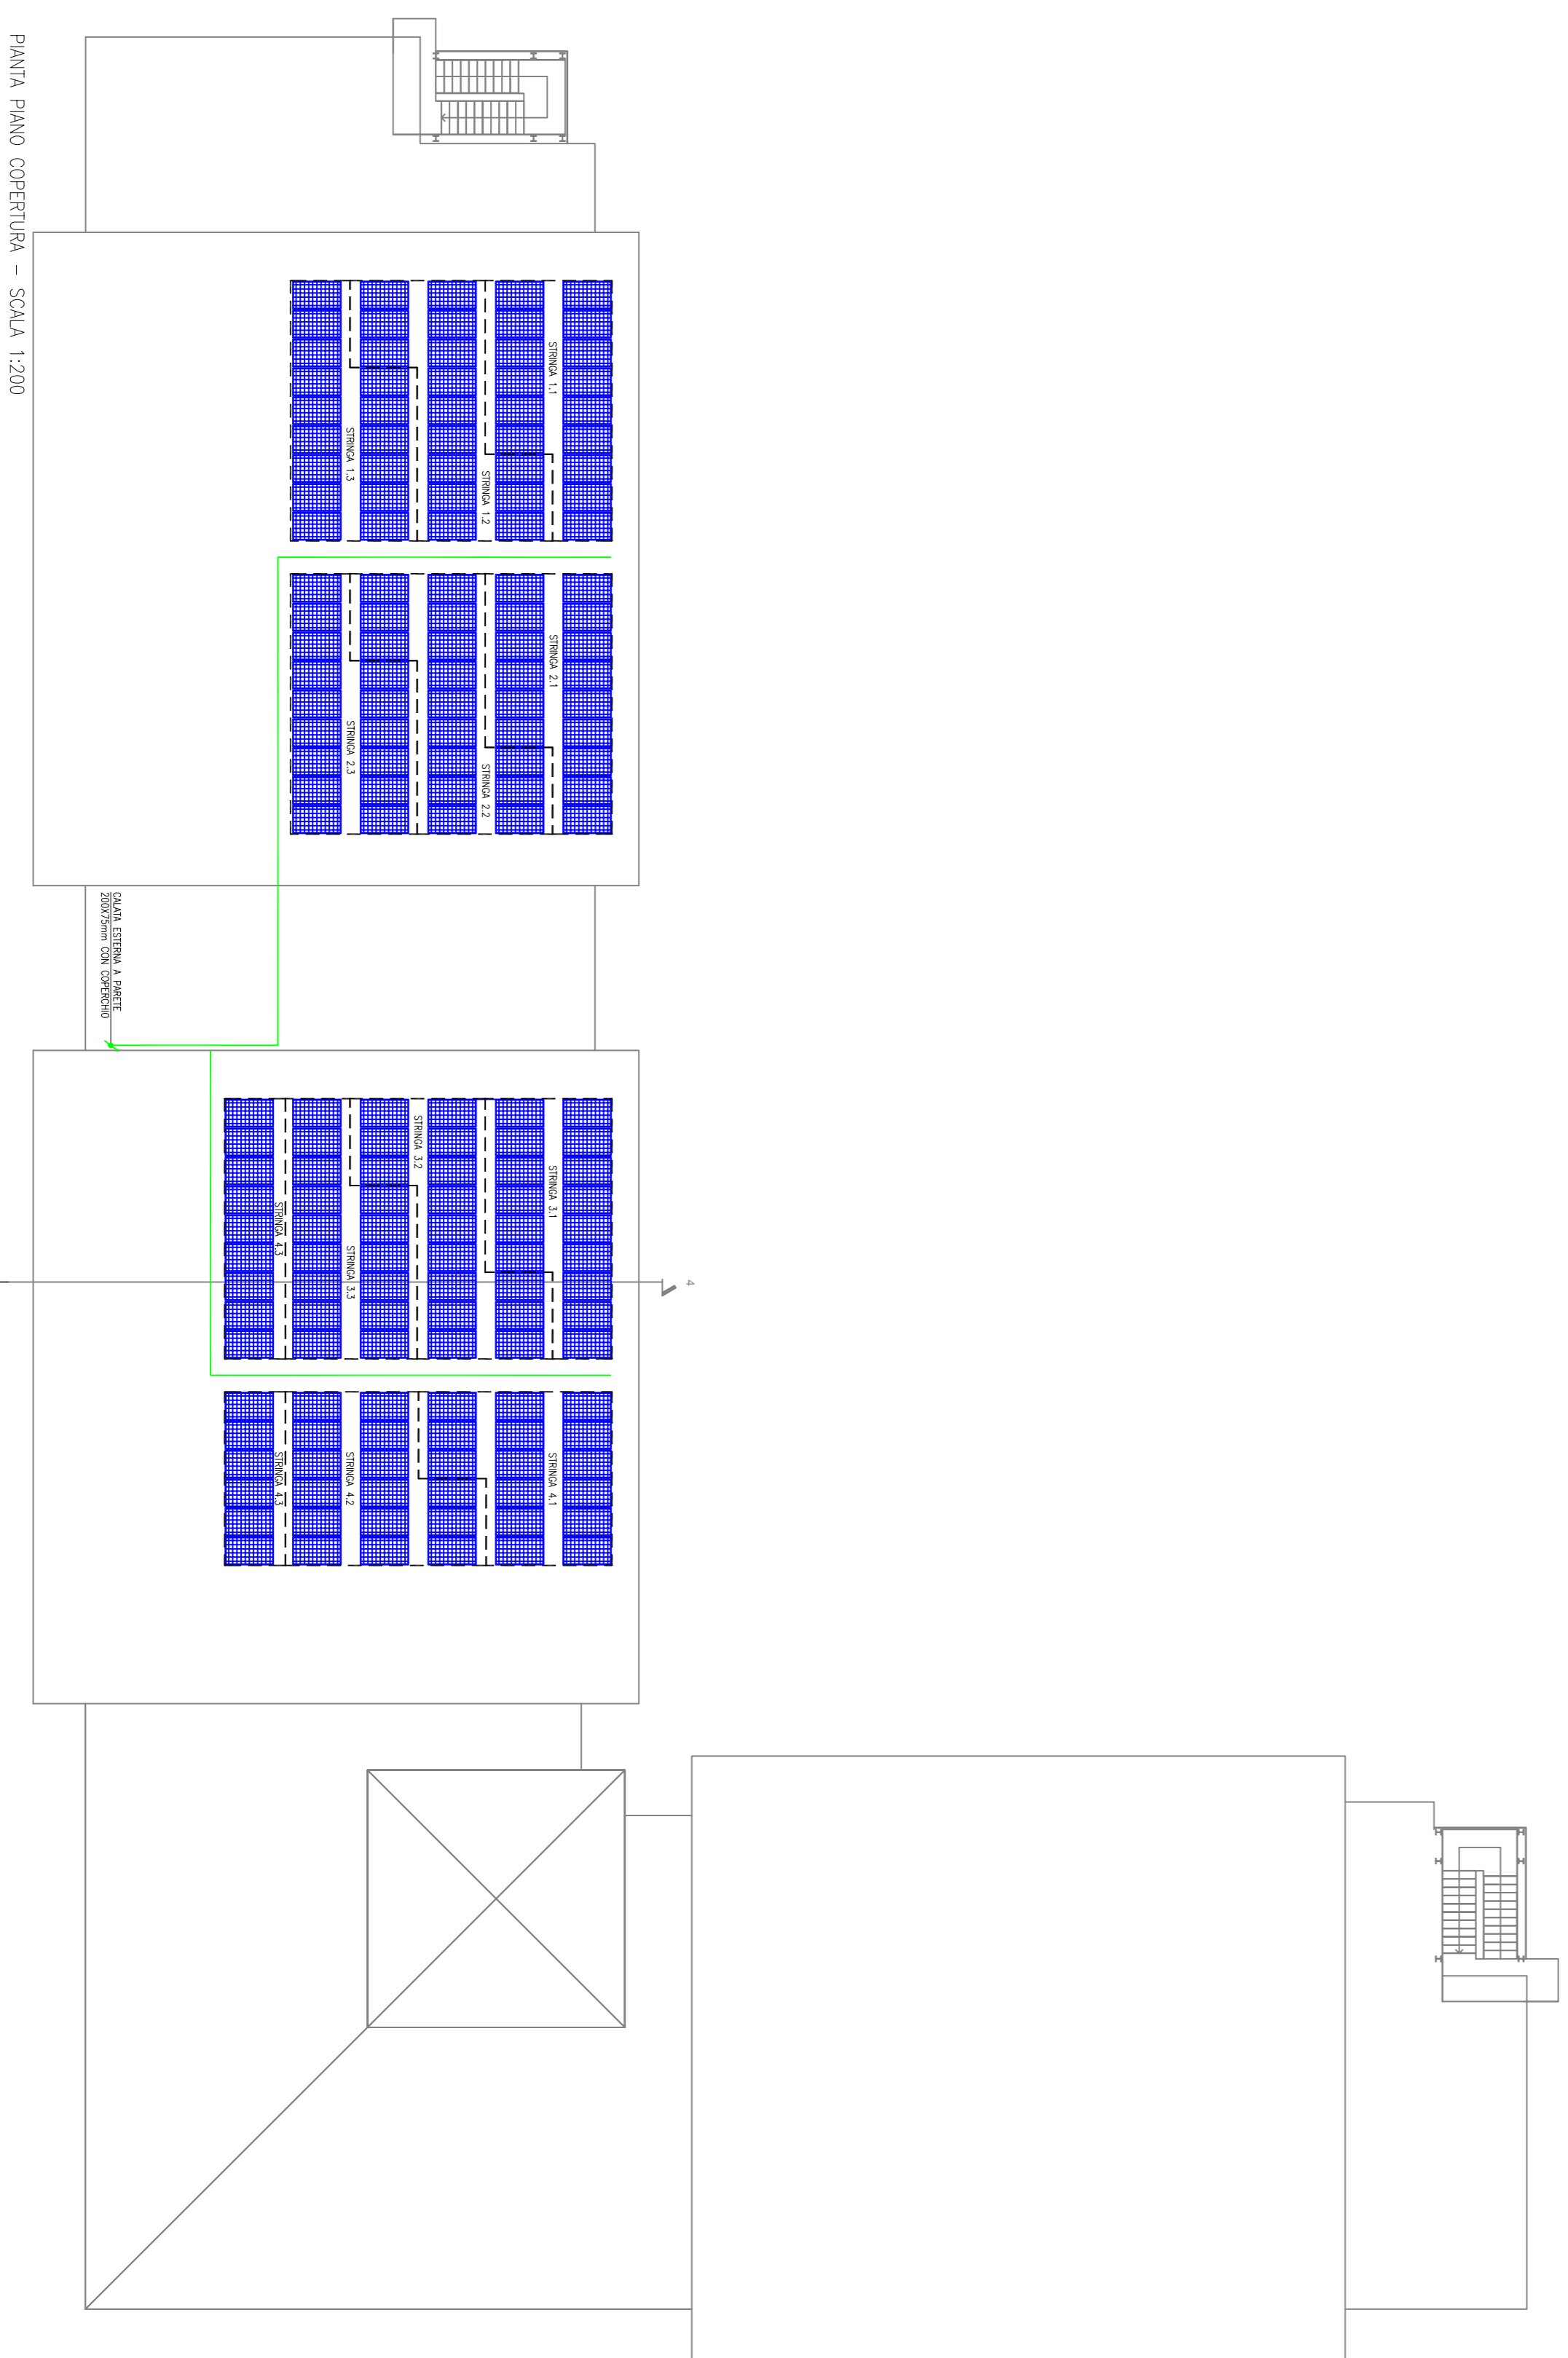 PIANTA PIANO COPERTURA - SCALA 1:200
STRINGA 1.1
STRINGA 1.2
STRINGA 1.3
STRINGA 2.1
STRINGA 2.2
STRINGA 2.3
CALATA ESTERNA A PARETE
200X75mm CON COPERCHIO
STRINGA 3.1
STRINGA 3.2
STRINGA 3.3
STRINGA 4.3
4
STRINGA 4.1
STRINGA 4.2
STRINGA 4.3